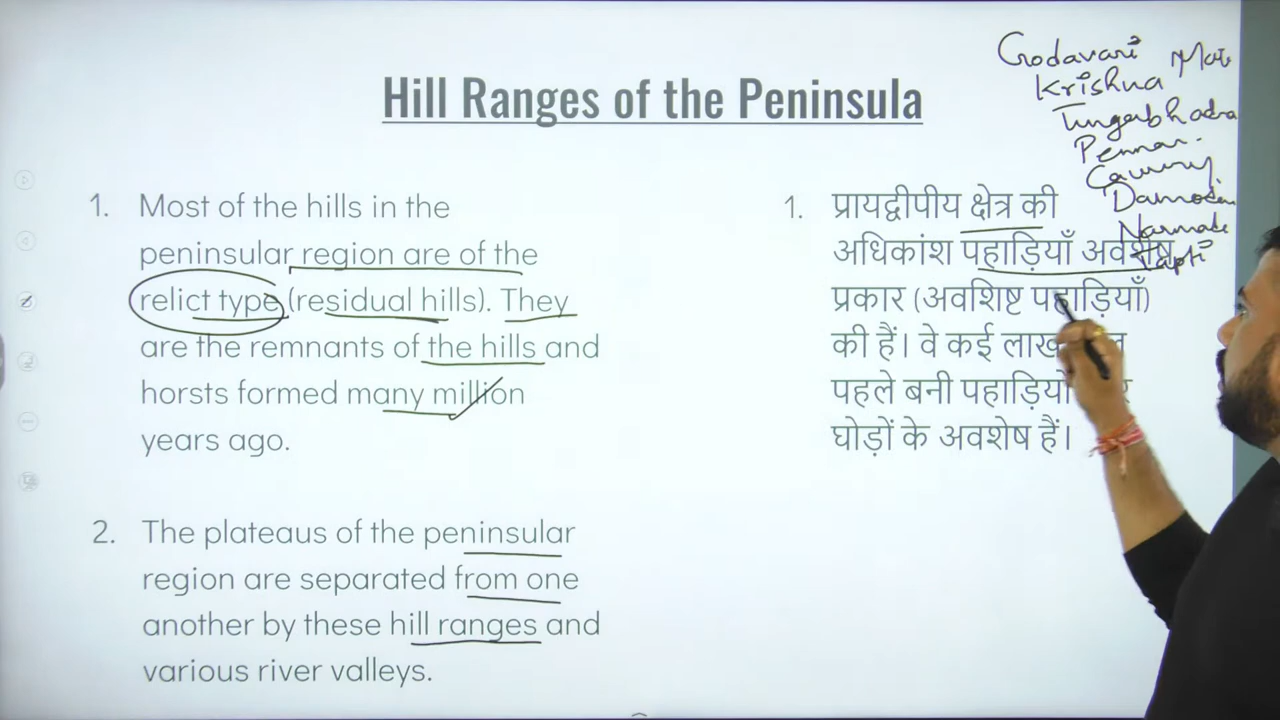 Hill Ranges of the Peninsula
Godavari
Krishna
Tungabhadra
Pennar
Damodar
Narmada
Tapti
1. Most of the hills in the
peninsular region are of the
relict type (residual hills). They
are the remnants of the hills and
horsts formed many million
years ago.
2. The plateaus of the peninsular
region are separated from one
another by these hill ranges and
various river valleys.
1. प्रायद्वीपीय क्षेत्र की
अधिकांश पहाड़ियाँ अवशेष
प्रकार (अवशिष्ट पहाड़ियाँ)
की हैं। वे कई लाख
पहले बनी
घोड़ों के अवशेष हैं।